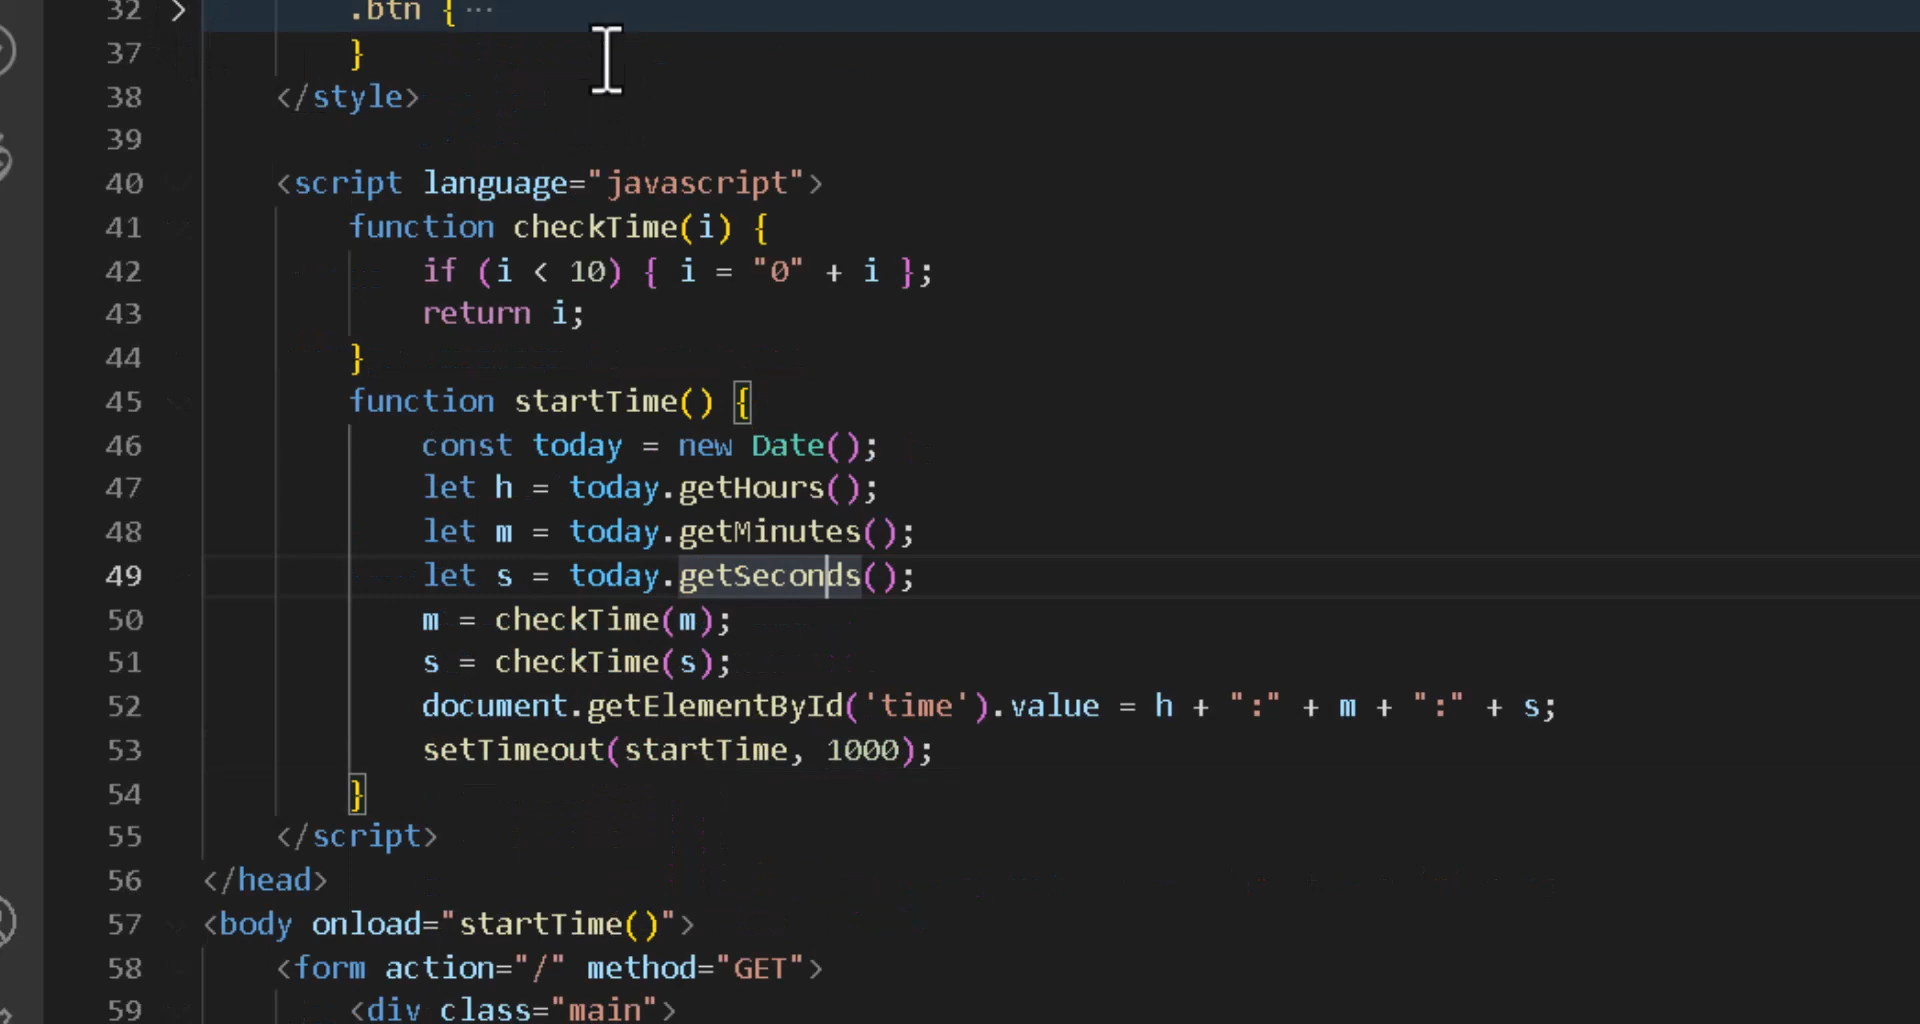 32 > .btn { ···
37 }
38 </style>
39
40 <script language="javascript">
41 function checkTime(i) {
42 if (i < 10) { i = "0" + i };
43 return i;
44 }
45 function startTime() {
46 const today = new Date();
47 let h = today.getHours();
48 let m = today.getMinutes();
49 let s = today.getSeconds();
50 m = checkTime(m);
51 s = checkTime(s);
52 document.getElementById('time').value = h + ":" + m + ":" + s;
53 setTimeout(startTime, 1000);
54 }
55 </script>
56 </head>
57 <body onload="startTime()">
58 <form action="/" method="GET">
59 <div class="main">